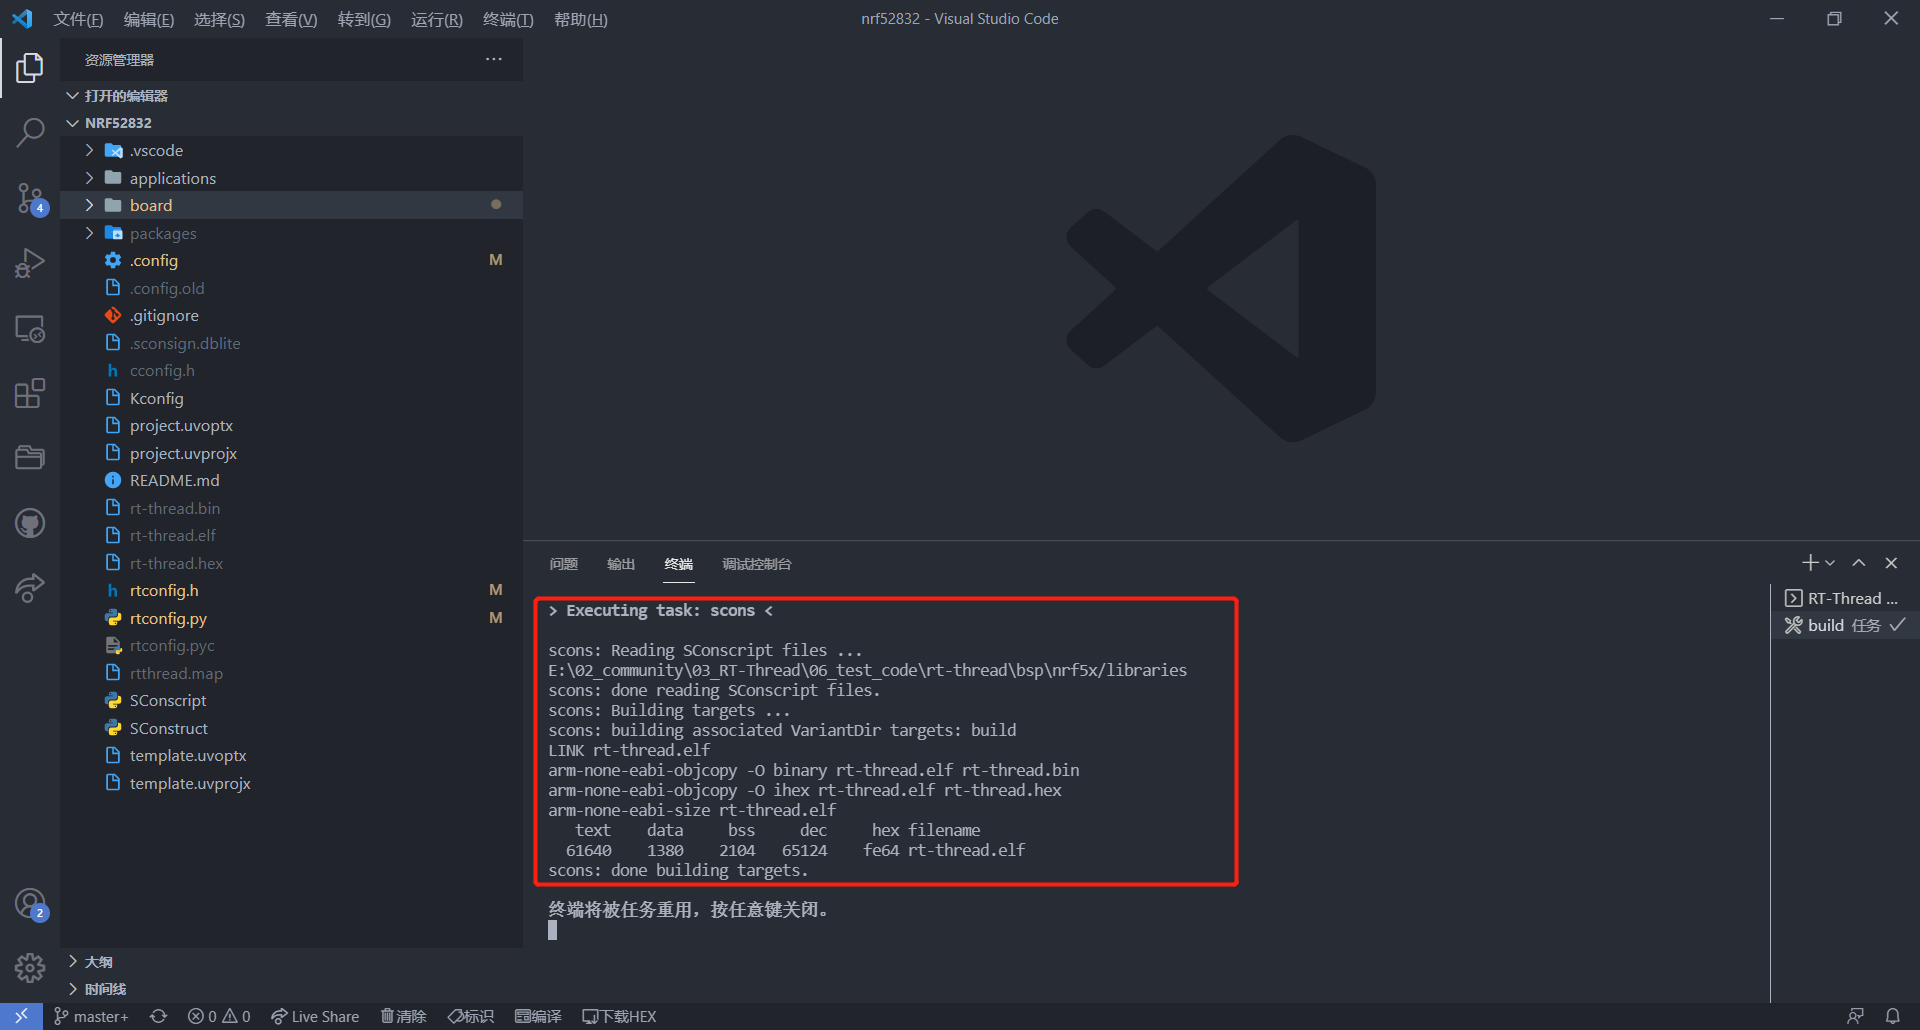 文件(F) 编辑(E) 选择(S) 查看(V) 转到(G) 运行(R) 终端(T) 帮助(H)
nrf52832 - Visual Studio Code
资源管理器
打开的编辑器
NRF52832
.vscode
applications
board
packages
.config M
.config.old
.gitignore
.sconsign.dblite
cconfig.h
Kconfig
project.uvoptx
project.uvprojx
README.md
rt-thread.bin
rt-thread.elf
rt-thread.hex
rtconfig.h M
rtconfig.py M
rtconfig.pyc
rtthread.map
SConscript
SConstruct
template.uvoptx
template.uvprojx
大纲
时间线
4
2
问题 输出 终端 调试控制台
> Executing task: scons <
scons: Reading SConscript files ...
E:\02_community\03_RT-Thread\06_test_code\rt-thread\bsp\nrf5x/libraries
scons: done reading SConscript files.
scons: Building targets ...
scons: building associated VariantDir targets: build
LINK rt-thread.elf
arm-none-eabi-objcopy -O binary rt-thread.elf rt-thread.bin
arm-none-eabi-objcopy -O ihex rt-thread.elf rt-thread.hex
arm-none-eabi-size rt-thread.elf
text data bss dec hex filename
61640 1380 2104 65124 fe64 rt-thread.elf
scons: done building targets.
终端将被任务重用，按任意键关闭。
RT-Thread ...
build 任务
master+ 0 0 Live Share 清除 标识 编译 下载HEX